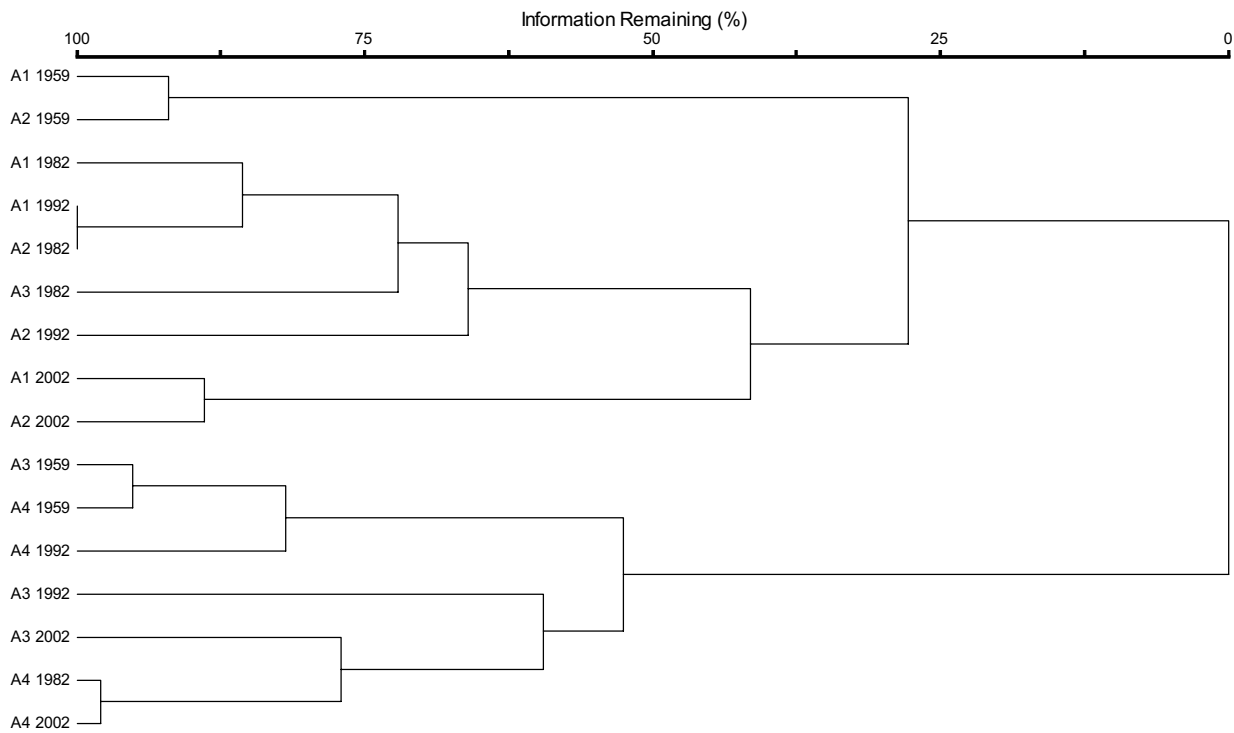 Information Remaining (%)
100 75 50 25 0
A1 1959
A2 1959
A1 1982
A1 1992
A2 1982
A3 1982
A2 1992
A1 2002
A2 2002
A3 1959
A4 1959
A4 1992
A3 1992
A3 2002
A4 1982
A4 2002